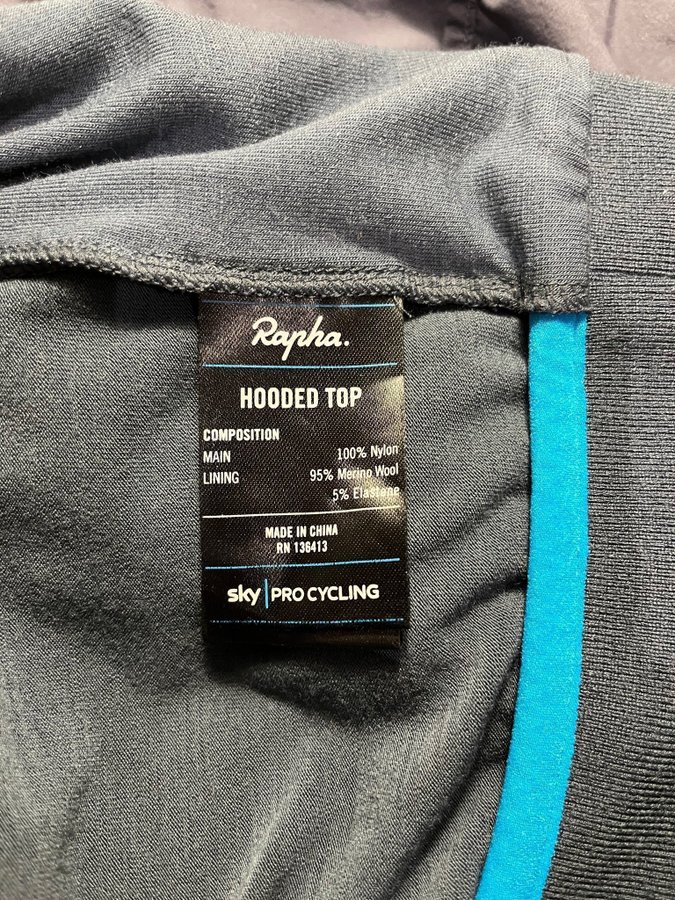 Rapha.
HOODED TOP
COMPOSITION
MAIN 100% Nylon
LINING 95% Merino Wool
5% Elastane
MADE IN CHINA
RN 136413
sky | PRO CYCLING